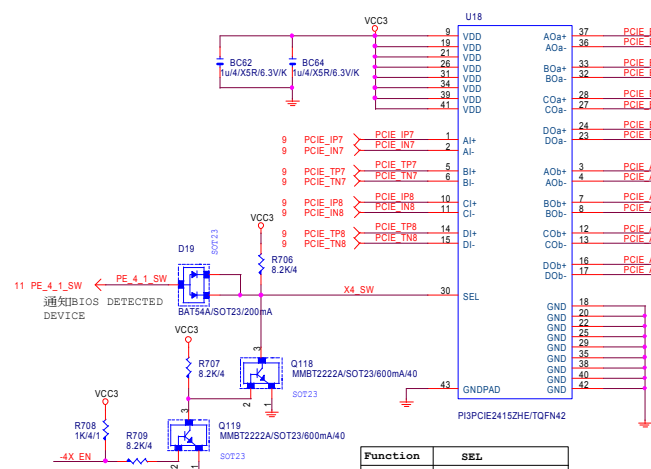 VCC3
U18
9 VDD
19 VDD
21 VDD
26 VDD
31 VDD
34 VDD
39 VDD
41 VDD
BC62
1u/4/X5R/6.3V/K
BC64
1u/4/X5R/6.3V/K
AOa+ 37
AOa- 36
BOa+ 33
BOa- 32
COa+ 28
COa- 27
DOa+ 24
DOa- 23
9 PCIE_IP7 PCIE_IP7 1 AI+
9 PCIE_IN7 PCIE_IN7 2 AI-
9 PCIE_TP7 PCIE_TP7 5 BI+
9 PCIE_TN7 PCIE_TN7 6 BI-
9 PCIE_IP8 PCIE_IP8 10 CI+
9 PCIE_IN8 PCIE_IN8 11 CI-
9 PCIE_TP8 PCIE_TP8 14 DI+
9 PCIE_TN8 PCIE_TN8 15 DI-
AOb+ 3
AOb- 4
BOb+ 7
BOb- 8
COb+ 12
COb- 13
DOb+ 16
DOb- 17
VCC3
D19
SOT23
R706
8.2K/4
11 PE_4_1_SW PE_4_1_SW
通知BIOS DETECTED
DEVICE
BAT54A/SOT23/200mA
X4_SW 30 SEL
GND 18
GND 20
GND 22
GND 25
GND 29
GND 35
GND 38
GND 40
GND 42
43 GNDPAD
PI3PCIE2415ZHE/TQFN42
VCC3
R707
8.2K/4
3
Q118
MMBT2222A/SOT23/600mA/40
SOT23
2
1
VCC3
R708
1K/4/1
R709
8.2K/4
-4X_EN
3
Q119
MMBT2222A/SOT23/600mA/40
SOT23
2
1
Function SEL